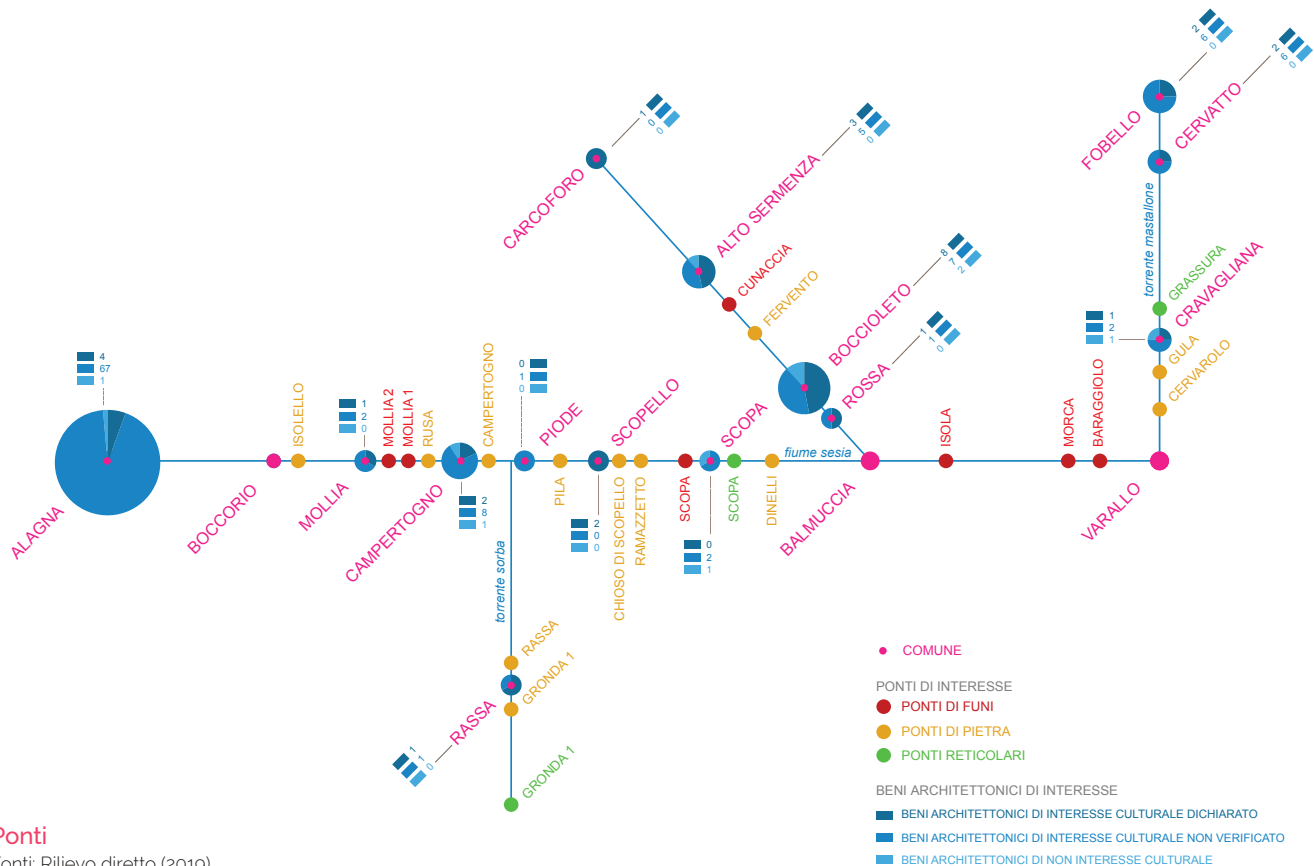 2
6
0
FOBELLO
2
6
0
CERVATTO
torrente mastallone
GRASSURA
CRAVAGLIANA
1
2
1
GULA
CERVAROLO
1
0
0
CARCOFORO
3
5
0
ALTO SERMENZA
CUNACCIA
FERVENTO
8
7
2
BOCCIOLETO
1
1
0
ROSSA
4
67
1
ALAGNA
BOCCORIO
ISOLELLO
1
2
0
MOLLIA
MOLLIA 2
MOLLIA 1
RUSA
CAMPERTOGNO
2
8
1
CAMPERTOGNO
0
1
0
PIODE
PILA
SCOPELLO
2
0
0
CHIOSO DI SCOPELLO
RAMAZZETTO
SCOPA
SCOPA
0
2
1
SCOPA
DINELLI
fiume sesia
BALMUCCIA
ISOLA
MORCA
BARAGGIOLO
VARALLO
torrente sorba
RASSA
GRONDA 1
RASSA
1
1
0
GRONDA 1
COMUNE
PONTI DI INTERESSE
PONTI DI FUNI
PONTI DI PIETRA
PONTI RETICOLARI
BENI ARCHITETTONICI DI INTERESSE
BENI ARCHITETTONICI DI INTERESSE CULTURALE DICHIARATO
BENI ARCHITETTONICI DI INTERESSE CULTURALE NON VERIFICATO
BENI ARCHITETTONICI DI NON INTERESSE CULTURALE
Ponti
Fonti: Rilievo diretto (2019)